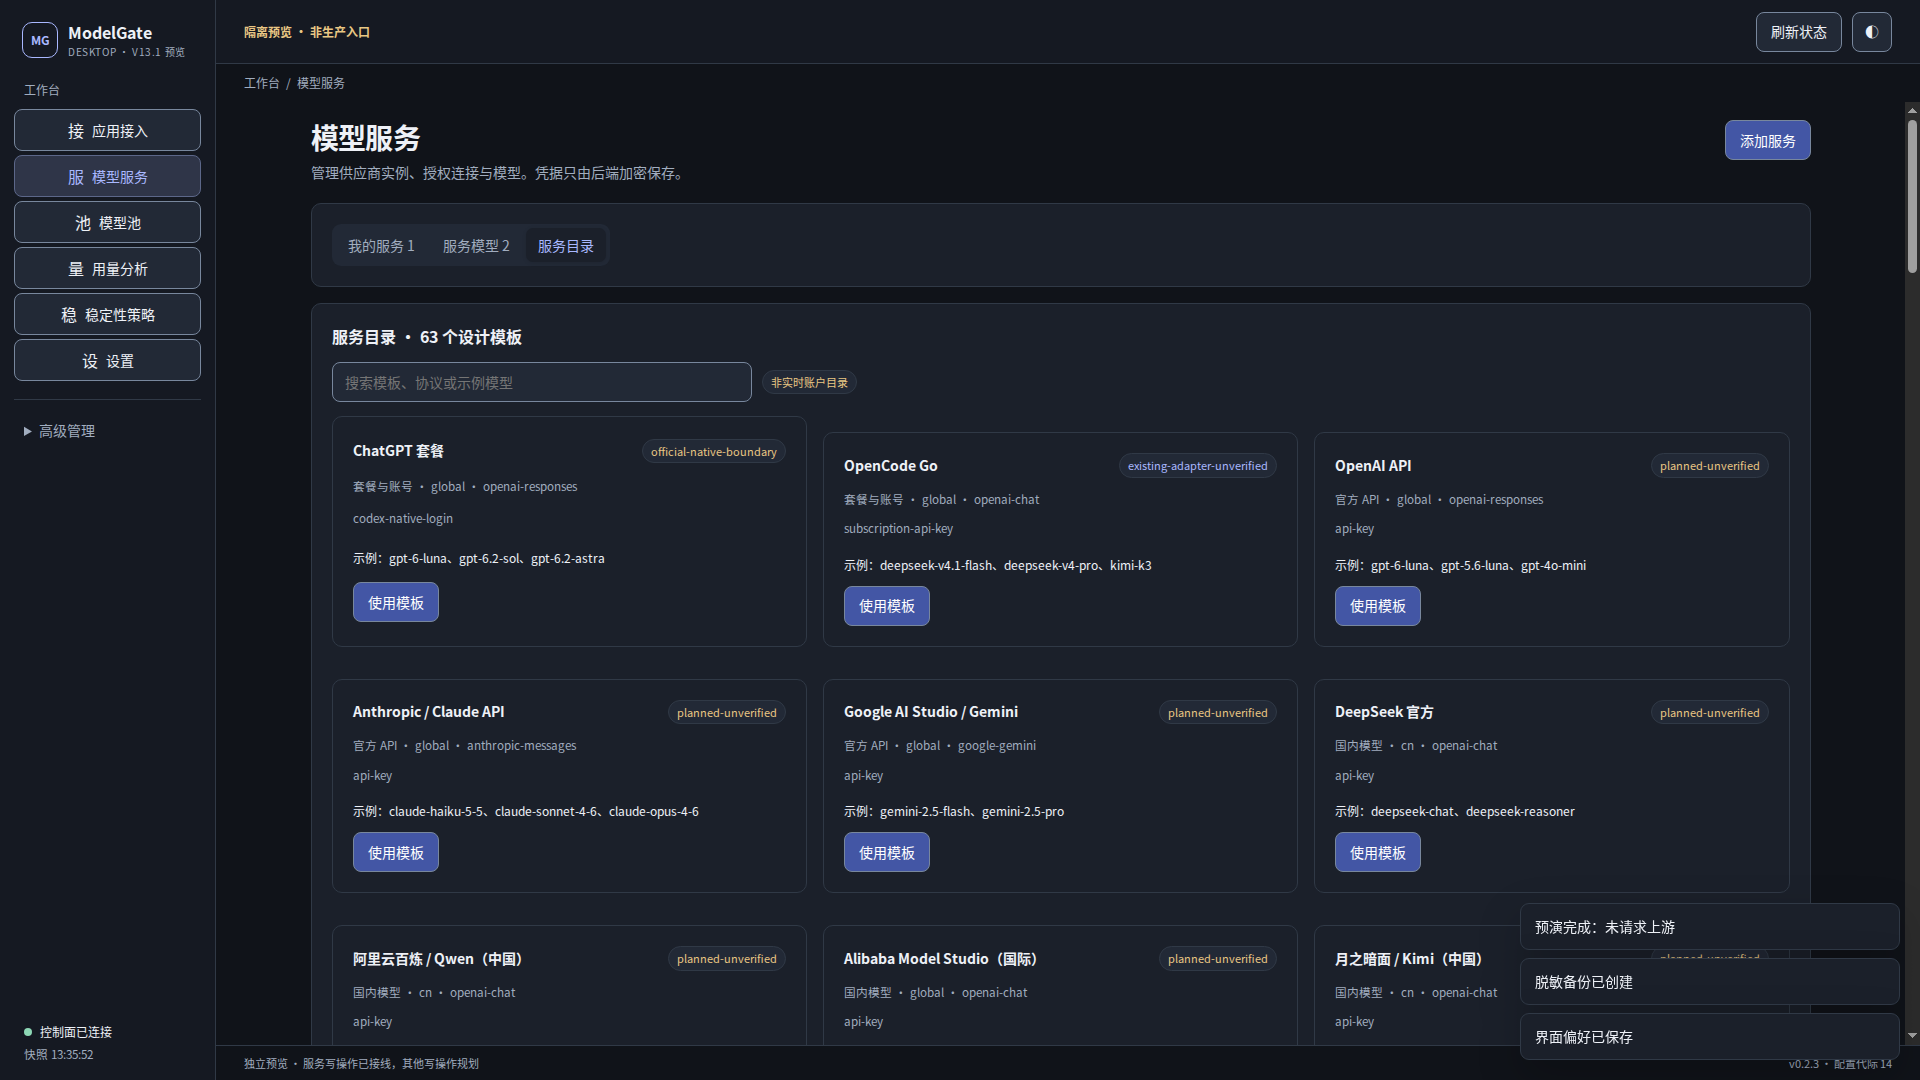 MG
ModelGate
DESKTOP · V13.1 预览
工作台
接 应用接入
服 模型服务
池 模型池
量 用量分析
稳 稳定性策略
设 设置
▶ 高级管理
控制面已连接
快照 13:35:52
隔离预览 · 非生产入口
刷新状态
工作台 / 模型服务
模型服务
管理供应商实例、授权连接与模型。凭据只由后端加密保存。
添加服务
我的服务 1
服务模型 2
服务目录
服务目录 · 63 个设计模板
搜索模板、协议或示例模型
非实时账户目录
ChatGPT 套餐
official-native-boundary
套餐与账号 · global · openai-responses
codex-native-login
示例：gpt-6-luna、gpt-6.2-sol、gpt-6.2-astra
使用模板
OpenCode Go
existing-adapter-unverified
套餐与账号 · global · openai-chat
subscription-api-key
示例：deepseek-v4.1-flash、deepseek-v4-pro、kimi-k3
使用模板
OpenAI API
planned-unverified
官方 API · global · openai-responses
api-key
示例：gpt-6-luna、gpt-5.6-luna、gpt-4o-mini
使用模板
Anthropic / Claude API
planned-unverified
官方 API · global · anthropic-messages
api-key
示例：claude-haiku-5-5、claude-sonnet-4-6、claude-opus-4-6
使用模板
Google AI Studio / Gemini
planned-unverified
官方 API · global · google-gemini
api-key
示例：gemini-2.5-flash、gemini-2.5-pro
使用模板
DeepSeek 官方
planned-unverified
国内模型 · cn · openai-chat
api-key
示例：deepseek-chat、deepseek-reasoner
使用模板
阿里云百炼 / Qwen（中国）
planned-unverified
国内模型 · cn · openai-chat
api-key
Alibaba Model Studio（国际）
planned-unverified
国内模型 · global · openai-chat
api-key
月之暗面 / Kimi（中国）
planned-unverified
国内模型 · cn · openai-chat
api-key
预演完成：未请求上游
脱敏备份已创建
界面偏好已保存
独立预览 · 服务写操作已接线，其他写操作规划
v0.2.3 · 配置代际 14